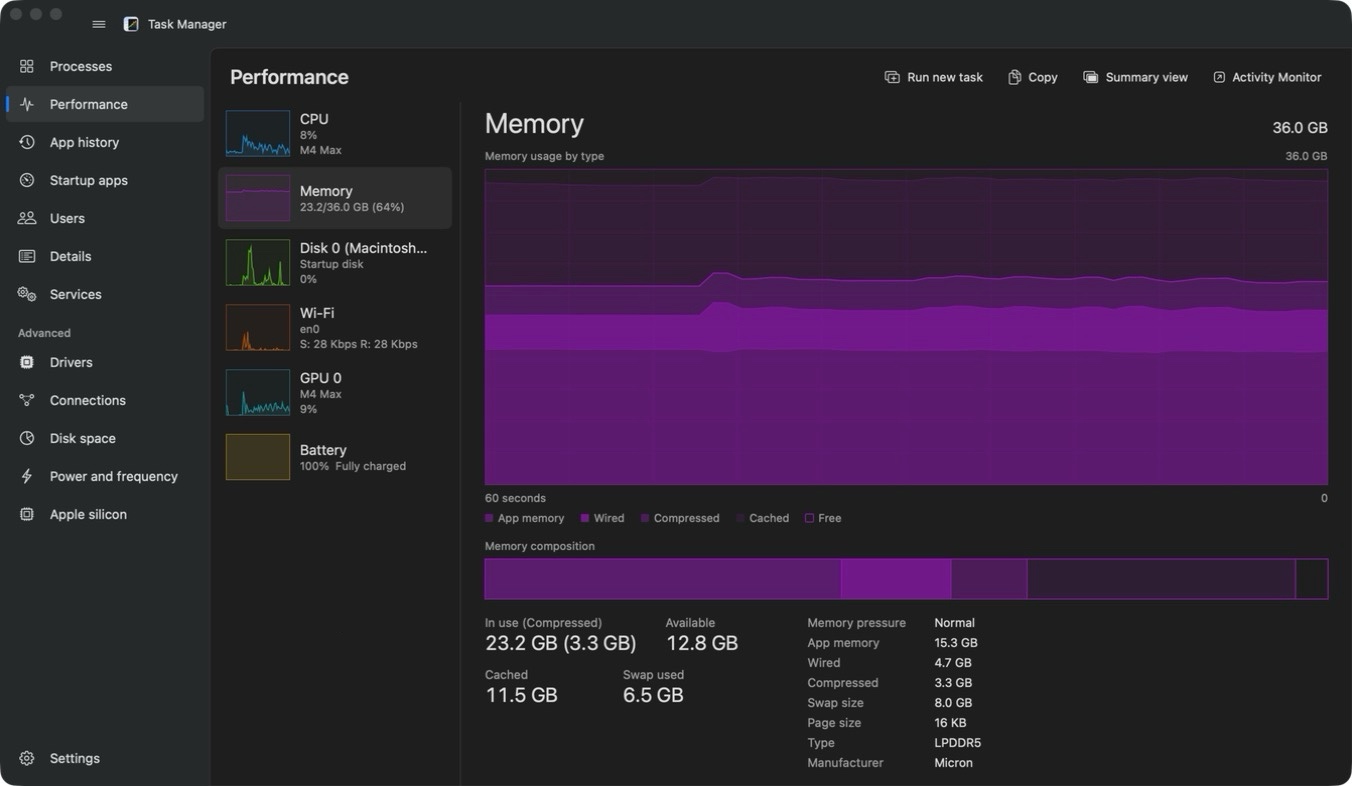 Task Manager
Processes
Performance
App history
Startup apps
Users
Details
Services
Advanced
Drivers
Connections
Disk space
Power and frequency
Apple silicon
Settings
Performance
Run new task
Copy
Summary view
Activity Monitor
CPU
8%
M4 Max
Memory
23.2/36.0 GB (64%)
Disk 0 (Macintosh...
Startup disk
0%
Wi-Fi
en0
S: 28 Kbps R: 28 Kbps
GPU 0
M4 Max
9%
Battery
100% Fully charged
Memory 36.0 GB
Memory usage by type 36.0 GB
60 seconds 0
App memory Wired Compressed Cached Free
Memory composition
In use (Compressed) Available
23.2 GB (3.3 GB) 12.8 GB
Cached Swap used
11.5 GB 6.5 GB
Memory pressure Normal
App memory 15.3 GB
Wired 4.7 GB
Compressed 3.3 GB
Swap size 8.0 GB
Page size 16 KB
Type LPDDR5
Manufacturer Micron